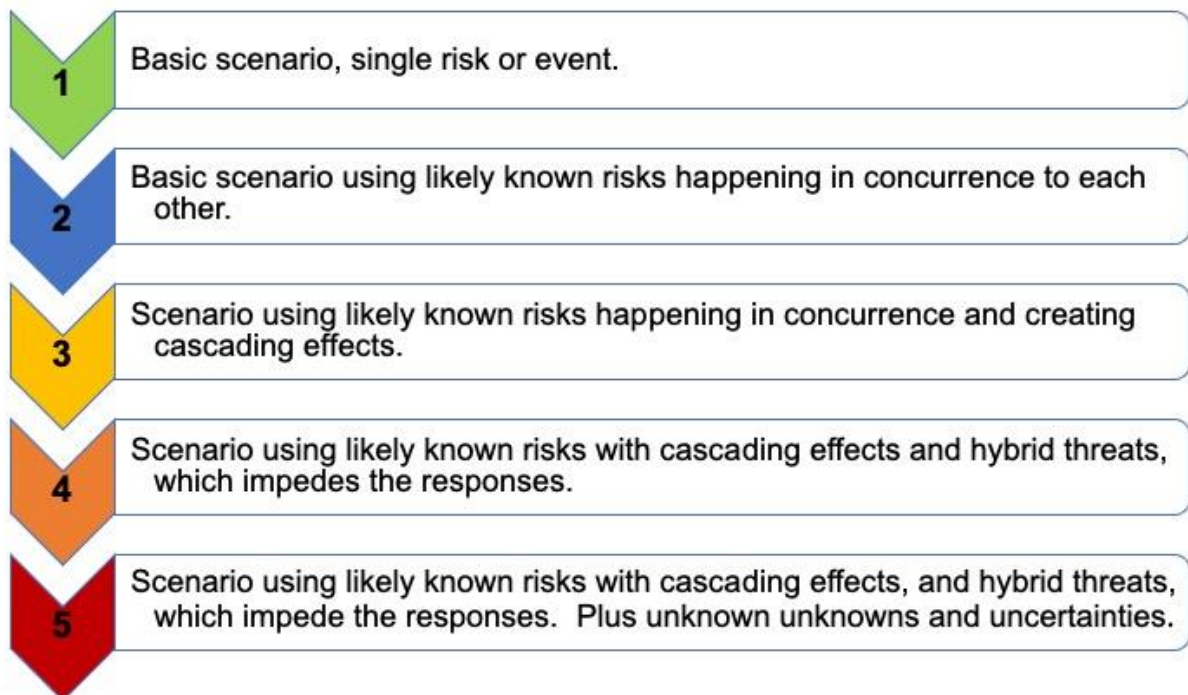 1
Basic scenario, single risk or event.
2
Basic scenario using likely known risks happening in concurrence to each
other.
3
Scenario using likely known risks happening in concurrence and creating
cascading effects.
4
Scenario using likely known risks with cascading effects and hybrid threats,
which impedes the responses.
5
Scenario using likely known risks with cascading effects, and hybrid threats,
which impede the responses.  Plus unknown unknowns and uncertainties.